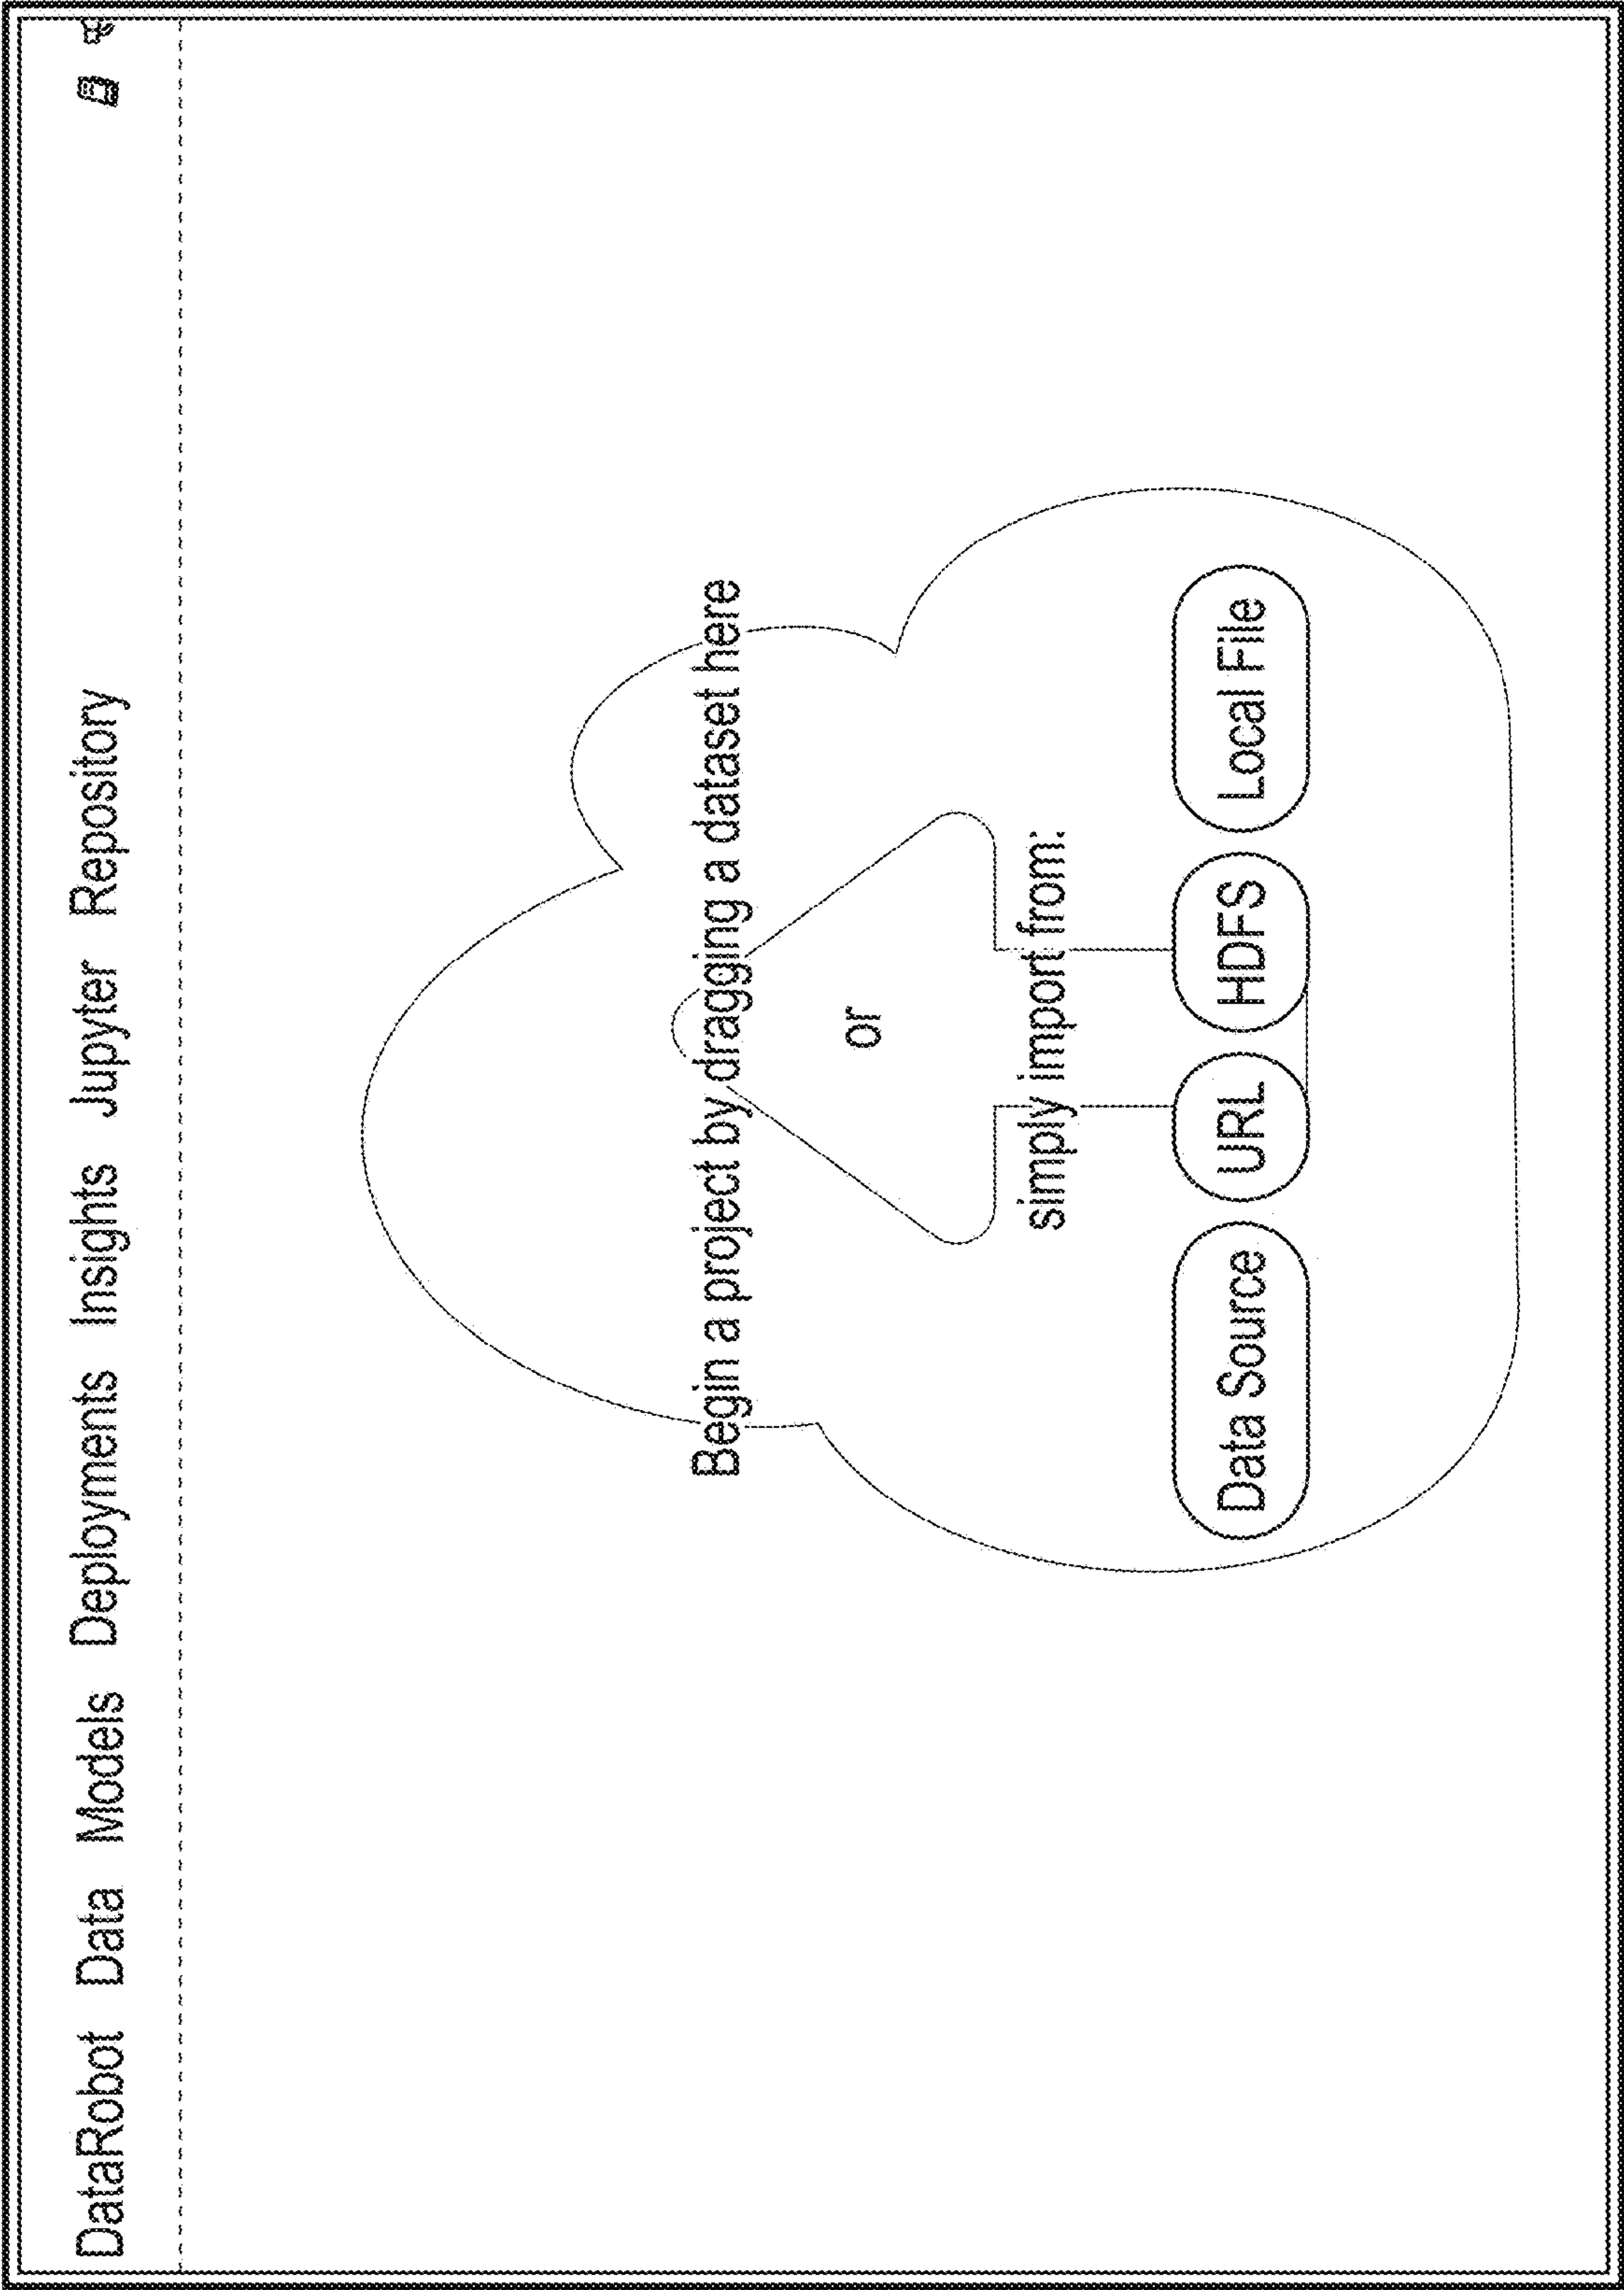 DataRobot Data Models Deployments Insights Jupyter Repository
Begin a project by dragging a dataset here
or
simply import from:
Data Source URL HDFS Local File